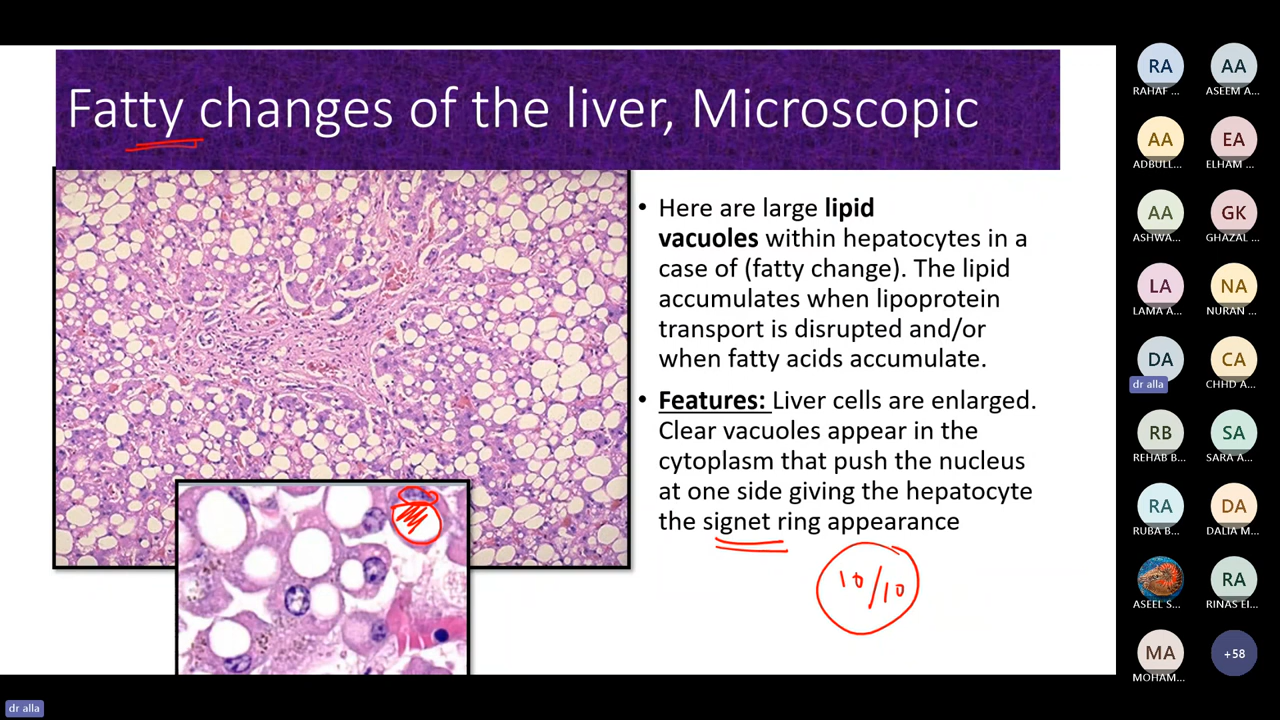 Fatty changes of the liver, Microscopic
• Here are large lipid
vacuoles within hepatocytes in a
case of (fatty change). The lipid
accumulates when lipoprotein
transport is disrupted and/or
when fatty acids accumulate.
• Features: Liver cells are enlarged.
Clear vacuoles appear in the
cytoplasm that push the nucleus
at one side giving the hepatocyte
the signet ring appearance
10/10
RA AA
RAHAF ... ASEEM A...
AA EA
ADBULL... ELHAM ...
AA GK
ASHWA... GHAZAL ...
LA NA
LAMA A... NURAN ...
DA CA
dr alla CHHD A...
RB SA
REHAB B... SARA A...
RA DA
RUBA B... DALIA M...
RA
ASEEL S... RINAS EI...
MA +58
MOHAM...
dr alla